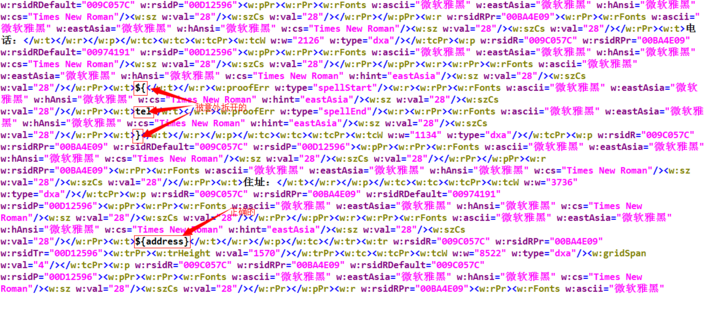 w:rsidRDefault="009C057C" w:rsidP="00D12596"><w:pPr><w:rPr><w:rFonts w:ascii="微软雅黑" w:eastAsia="微软雅黑" w:hAnsi="微软雅黑"
w:cs="Times New Roman"/><w:sz w:val="28"/><w:szCs w:val="28"/></w:rPr></w:pPr><w:r w:rsidRPr="00BA4E09"><w:rPr><w:rFonts w:ascii=
"微软雅黑" w:eastAsia="微软雅黑" w:hAnsi="微软雅黑" w:cs="Times New Roman"/><w:sz w:val="28"/><w:szCs w:val="28"/></w:rPr><w:t>电
话: </w:t></w:r></w:p></w:tc><w:tc><w:tcPr><w:tcW w:w="2126" w:type="dxa"/></w:tcPr><w:p w:rsidR="009C057C" w:rsidRPr="00BA4E09"
w:rsidRDefault="00974191" w:rsidP="00D12596"><w:pPr><w:rPr><w:rFonts w:ascii="微软雅黑" w:eastAsia="微软雅黑" w:hAnsi="微软雅黑"
w:cs="Times New Roman"/><w:sz w:val="28"/><w:szCs w:val="28"/></w:rPr></w:pPr><w:r><w:rPr><w:rFonts w:ascii="微软雅黑"
w:eastAsia="微软雅黑" w:hAnsi="微软雅黑" w:cs="Times New Roman" w:hint="eastAsia"/><w:sz w:val="28"/><w:szCs
w:val="28"/></w:rPr><w:t>${</w:t></w:r><w:proofErr w:type="spellStart"/><w:r><w:rPr><w:rFonts w:ascii="微软雅黑" w:eastAsia="微软
雅黑" w:hAnsi="微软雅黑" w:cs="Times New Roman" w:hint="eastAsia"/><w:sz w:val="28"/><w:szCs
被意外拆开的
w:val="28"/></w:rPr><w:t>tel</w:t></w:r><w:proofErr w:type="spellEnd"/><w:r><w:rPr><w:rFonts w:ascii="微软雅黑" w:eastAsia="微软雅
黑" w:hAnsi="微软雅黑" w:cs="Times New Roman" w:hint="eastAsia"/><w:sz w:val="28"/><w:szCs
w:val="28"/></w:rPr><w:t>}</w:t></w:r></w:p></w:tc><w:tc><w:tcPr><w:tcW w:w="1134" w:type="dxa"/></w:tcPr><w:p w:rsidR="009C057C"
w:rsidRPr="00BA4E09" w:rsidRDefault="009C057C" w:rsidP="00D12596"><w:pPr><w:rPr><w:rFonts w:ascii="微软雅黑" w:eastAsia="微软雅黑"
w:hAnsi="微软雅黑" w:cs="Times New Roman"/><w:sz w:val="28"/><w:szCs w:val="28"/></w:rPr></w:pPr><w:r
w:rsidRPr="00BA4E09"><w:rPr><w:rFonts w:ascii="微软雅黑" w:eastAsia="微软雅黑" w:hAnsi="微软雅黑" w:cs="Times New Roman"/><w:sz
w:val="28"/><w:szCs w:val="28"/></w:rPr><w:t>住址: </w:t></w:r></w:p></w:tc><w:tc><w:tcPr><w:tcW w:w="3736"
w:type="dxa"/></w:tcPr><w:p w:rsidR="009C057C" w:rsidRPr="00BA4E09" w:rsidRDefault="00974191"
w:rsidP="00D12596"><w:pPr><w:rPr><w:rFonts w:ascii="微软雅黑" w:eastAsia="微软雅黑" w:hAnsi="微软雅黑" w:cs="Times New
正确的
Roman"/><w:sz w:val="28"/><w:szCs w:val="28"/></w:rPr></w:pPr><w:r><w:rPr><w:rFonts w:ascii="微软雅黑" w:eastAsia="微软雅黑"
w:hAnsi="微软雅黑" w:cs="Times New Roman" w:hint="eastAsia"/><w:sz w:val="28"/><w:szCs
w:val="28"/></w:rPr><w:t>${address}</w:t></w:r></w:p></w:tc></w:tr><w:tr w:rsidR="009C057C" w:rsidRPr="00BA4E09"
w:rsidTr="00D12596"><w:trPr><w:trHeight w:val="1570"/></w:trPr><w:tc><w:tcPr><w:tcW w:w="8522" w:type="dxa"/><w:gridSpan
w:val="4"/></w:tcPr><w:p w:rsidR="009C057C" w:rsidRPr="00BA4E09" w:rsidRDefault="009C057C"
w:rsidP="00D12596"><w:pPr><w:rPr><w:rFonts w:ascii="微软雅黑" w:eastAsia="微软雅黑" w:hAnsi="微软雅黑" w:cs="Times New
Roman"/><w:sz w:val="28"/><w:szCs w:val="28"/></w:rPr></w:pPr><w:r w:rsidRPr="00BA4E09"><w:rPr><w:rFonts w:ascii="微软雅黑"